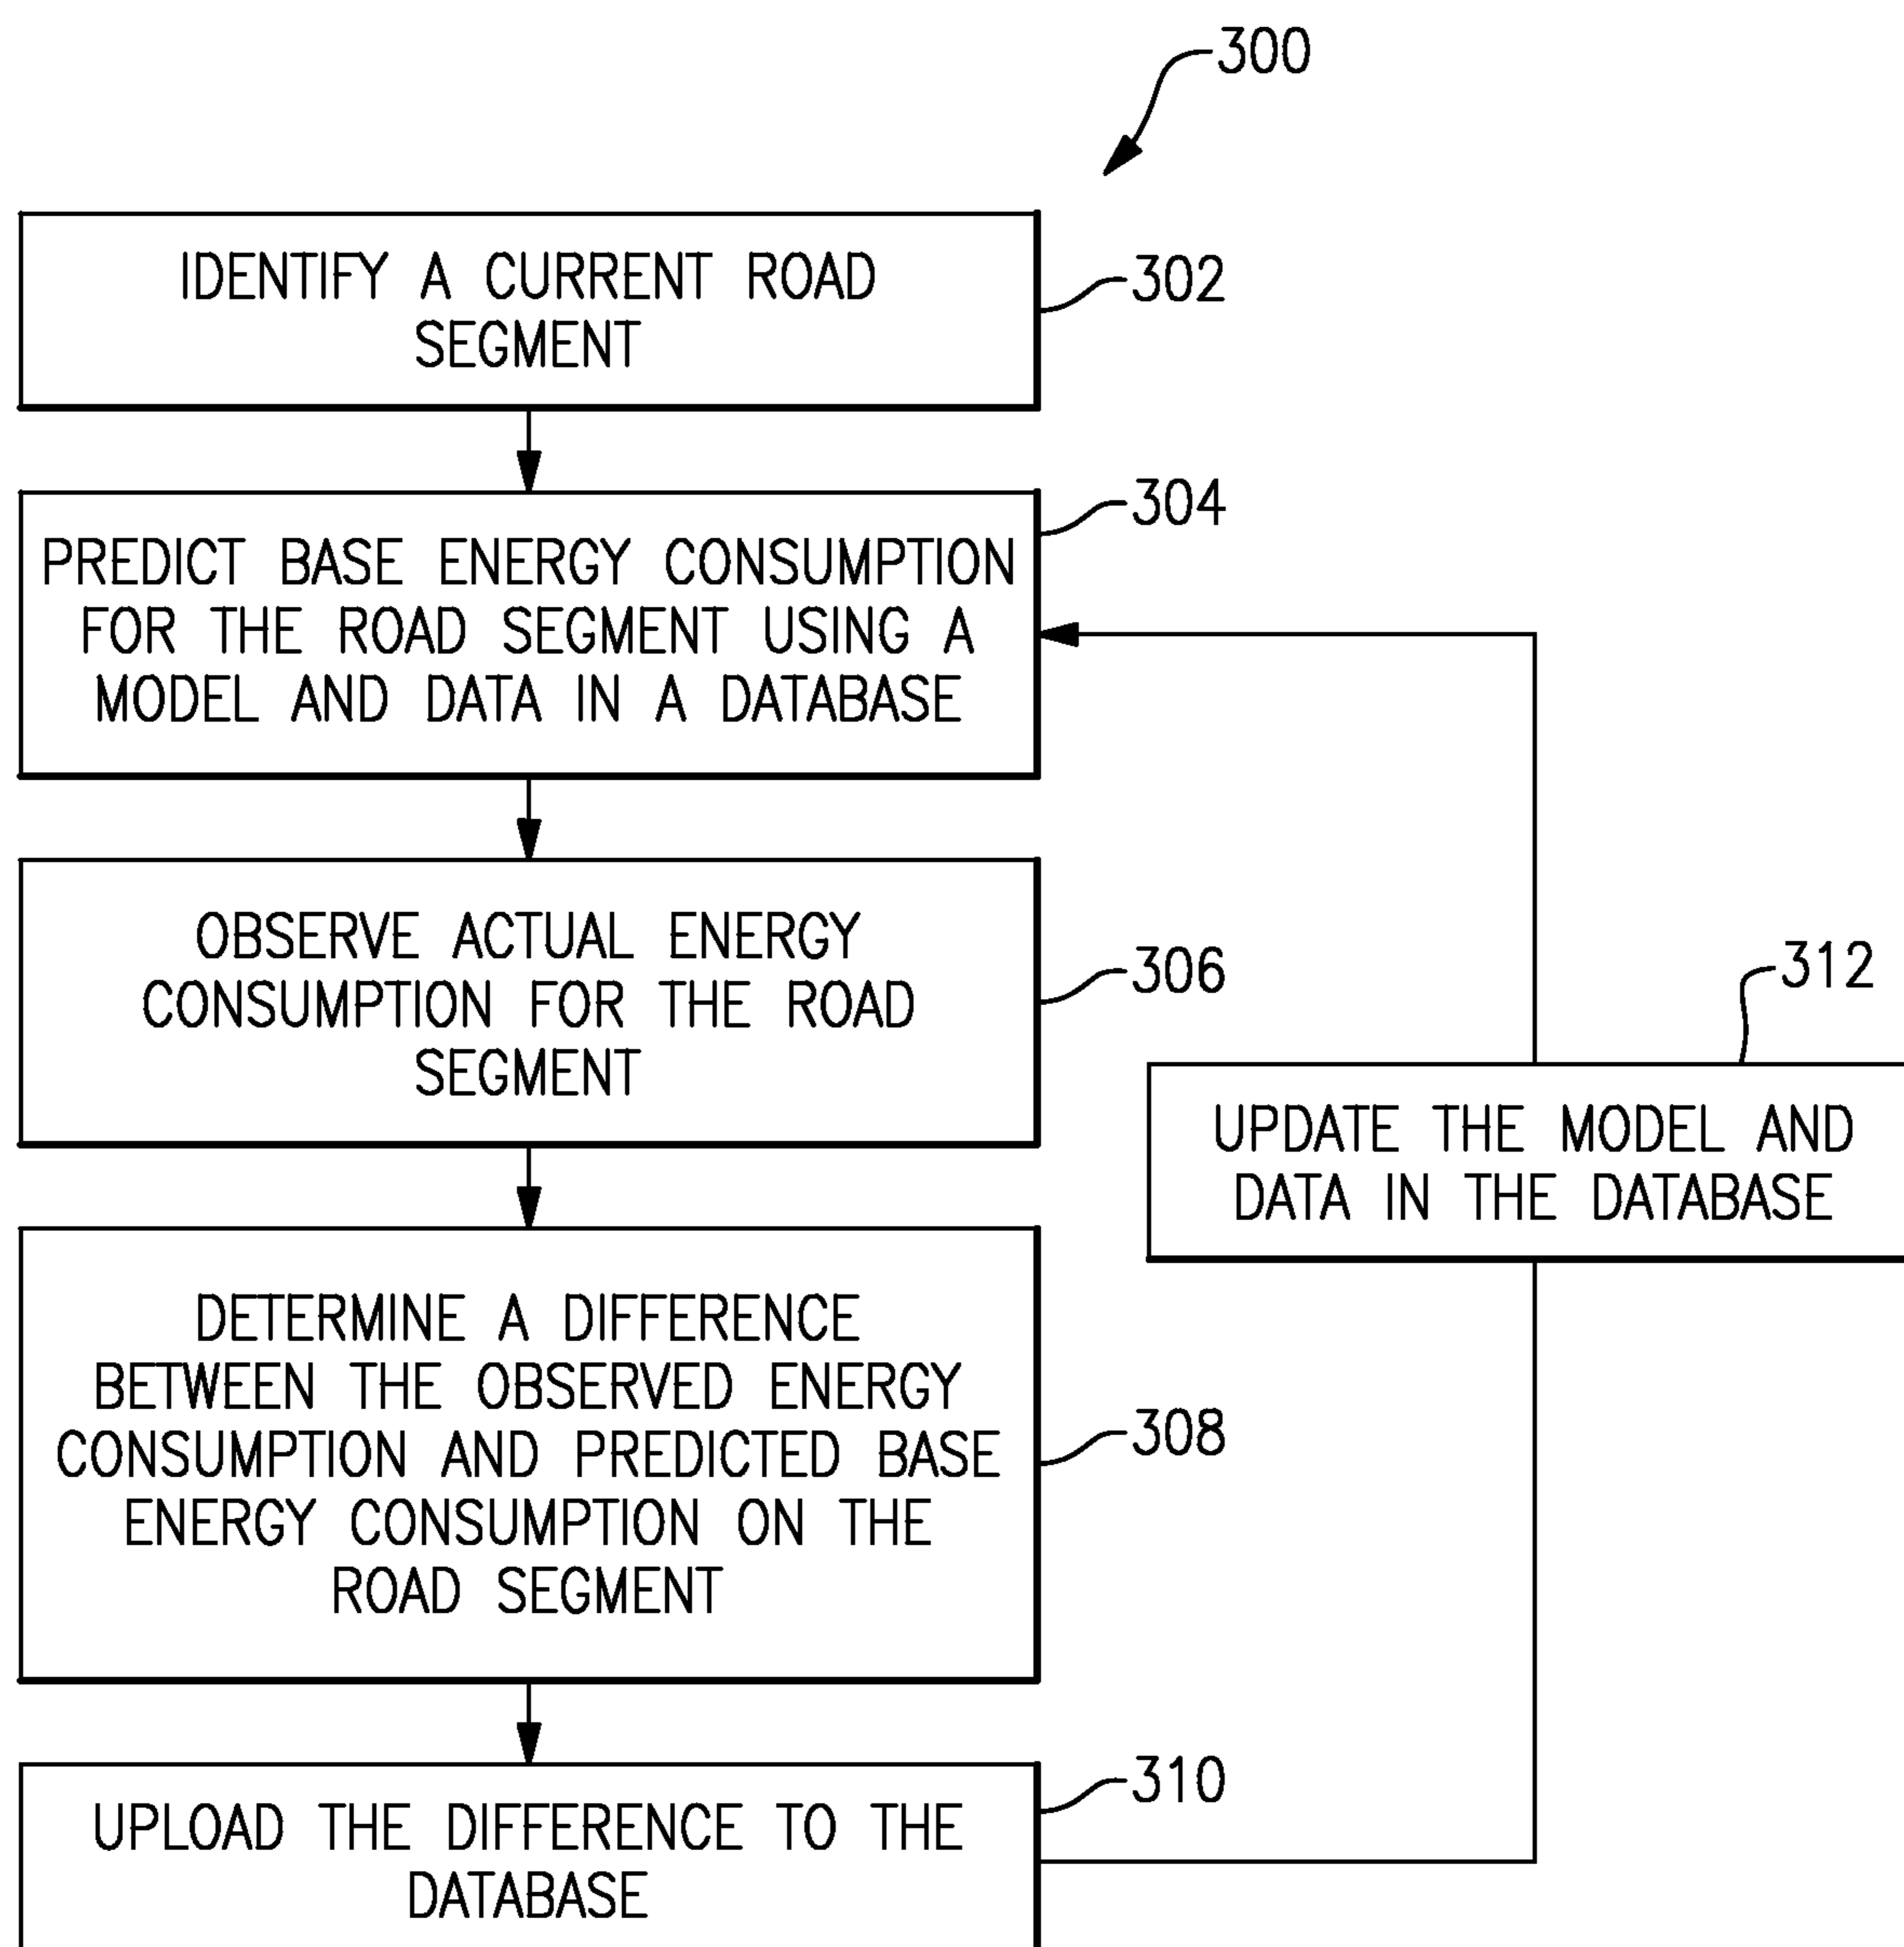 300
IDENTIFY A CURRENT ROAD
SEGMENT
302
PREDICT BASE ENERGY CONSUMPTION
FOR THE ROAD SEGMENT USING A
MODEL AND DATA IN A DATABASE
304
OBSERVE ACTUAL ENERGY
CONSUMPTION FOR THE ROAD
SEGMENT
306
DETERMINE A DIFFERENCE
BETWEEN THE OBSERVED ENERGY
CONSUMPTION AND PREDICTED BASE
ENERGY CONSUMPTION ON THE
ROAD SEGMENT
308
UPLOAD THE DIFFERENCE TO THE
DATABASE
310
312
UPDATE THE MODEL AND
DATA IN THE DATABASE